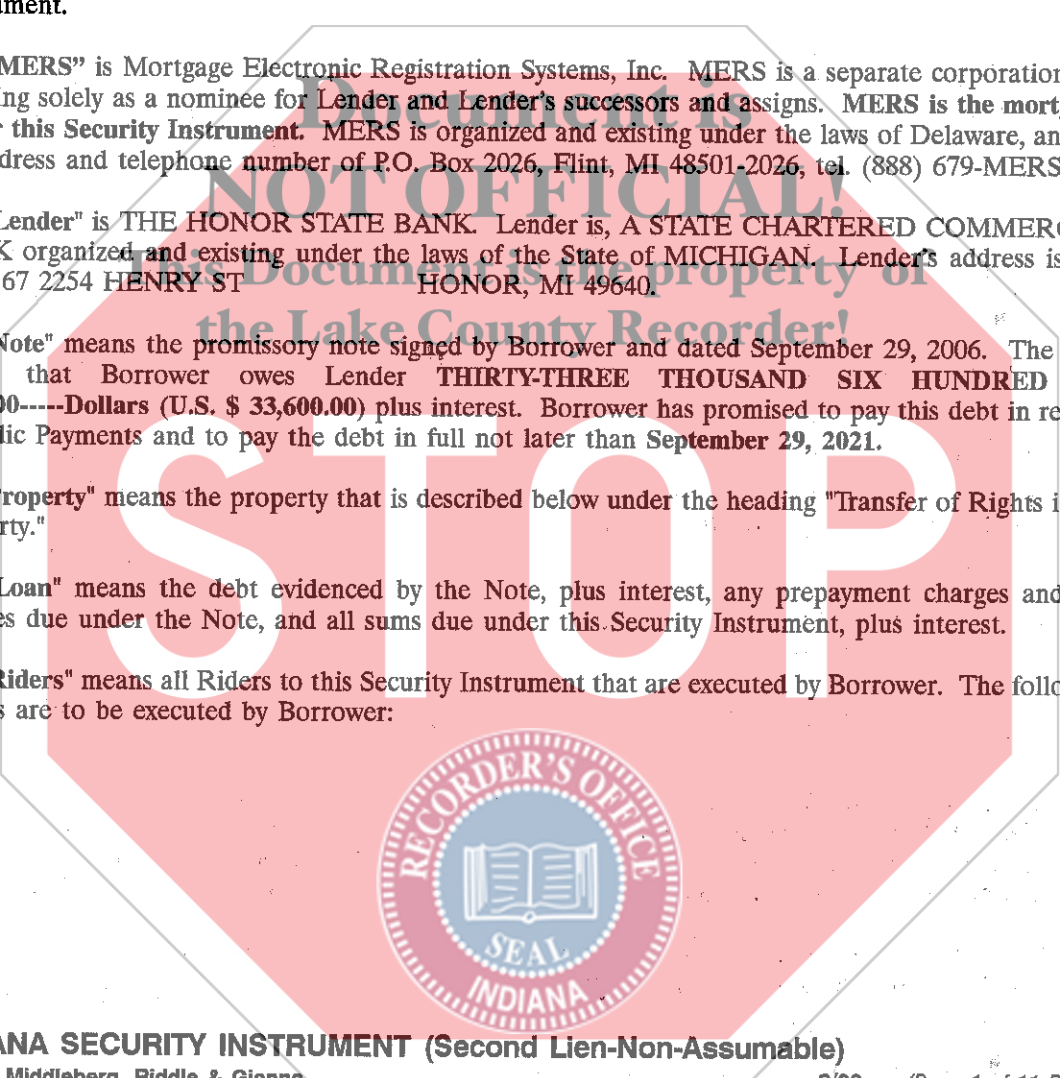 ument.
MERS” is Mortgage Electronic Registration Systems, Inc. MERS is a separate corporation
ing solely as a nominee for Lender and Lender's successors and assigns. MERS is the mort
this Security Instrument. MERS is organized and existing under the laws of Delaware, an
dress and telephone number of P.O. Box 2026, Flint, MI 48501-2026, tel. (888) 679-MERS
Lender" is THE HONOR STATE BANK. Lender is, A STATE CHARTERED COMMERC
K organized and existing under the laws of the State of MICHIGAN. Lender's address is
67 2254 HENRY ST HONOR, MI 49640.
Note" means the promissory note signed by Borrower and dated September 29, 2006. The
that Borrower owes Lender THIRTY-THREE THOUSAND SIX HUNDRED
00-----Dollars (U.S. $ 33,600.00) plus interest. Borrower has promised to pay this debt in re
dic Payments and to pay the debt in full not later than September 29, 2021.
Property" means the property that is described below under the heading "Transfer of Rights i
rty."
Loan" means the debt evidenced by the Note, plus interest, any prepayment charges and
es due under the Note, and all sums due under this Security Instrument, plus interest.
Riders" means all Riders to this Security Instrument that are executed by Borrower. The follo
s are to be executed by Borrower:
Document is
NOT OFFICIAL!
This Document is the property of
the Lake County Recorder!
STOP
RECORDER'S OFFICE
SEAL
INDIANA
ANA SECURITY INSTRUMENT (Second Lien-Non-Assumable)
Middleberg, Riddle & Gianna